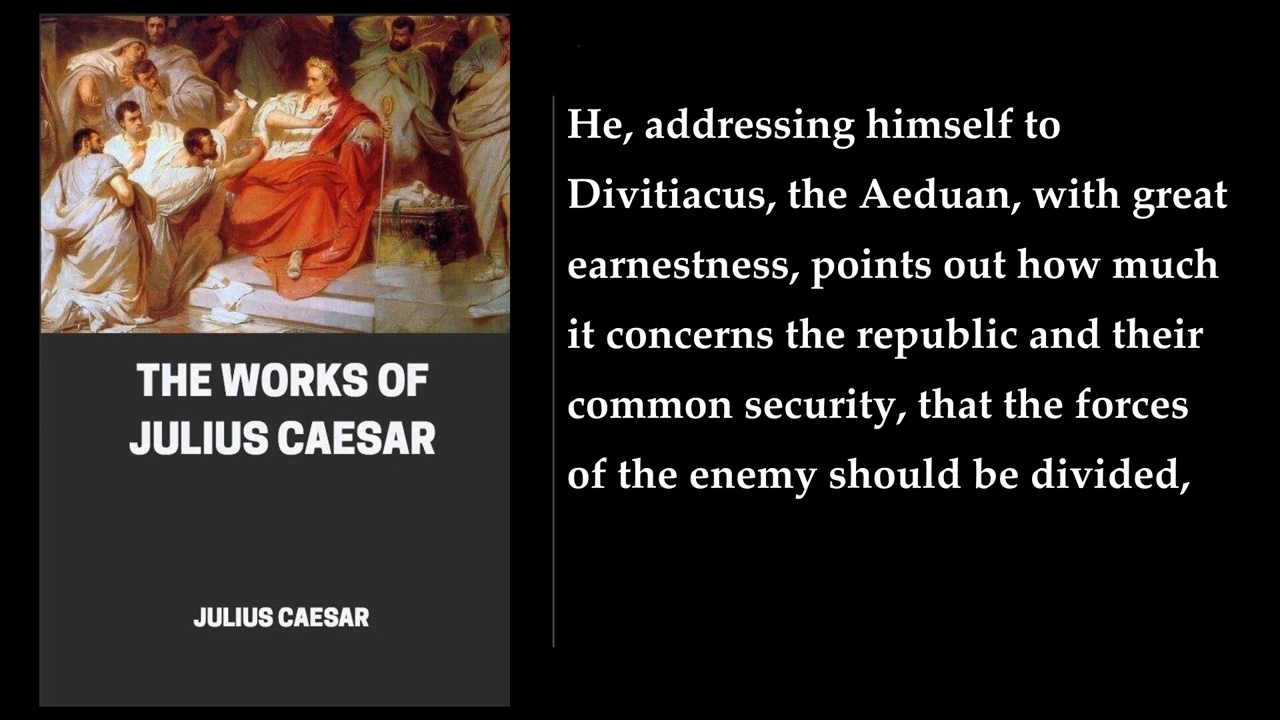 THE WORKS OF
JULIUS CAESAR
JULIUS CAESAR
He, addressing himself to
Divitiacus, the Aeduan, with great
earnestness, points out how much
it concerns the republic and their
common security, that the forces
of the enemy should be divided,